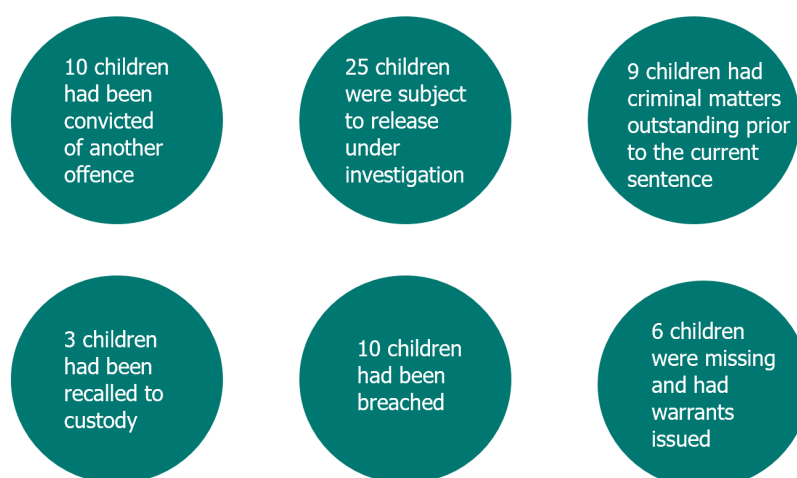 10 children
had been
convicted
of another
offence
25 children
were subject
to release
under
investigation
9 children had
criminal matters
outstanding prior
to the current
sentence
3 children
had been
recalled to
custody
10 children
had been
breached
6 children
were missing
and had
warrants
issued